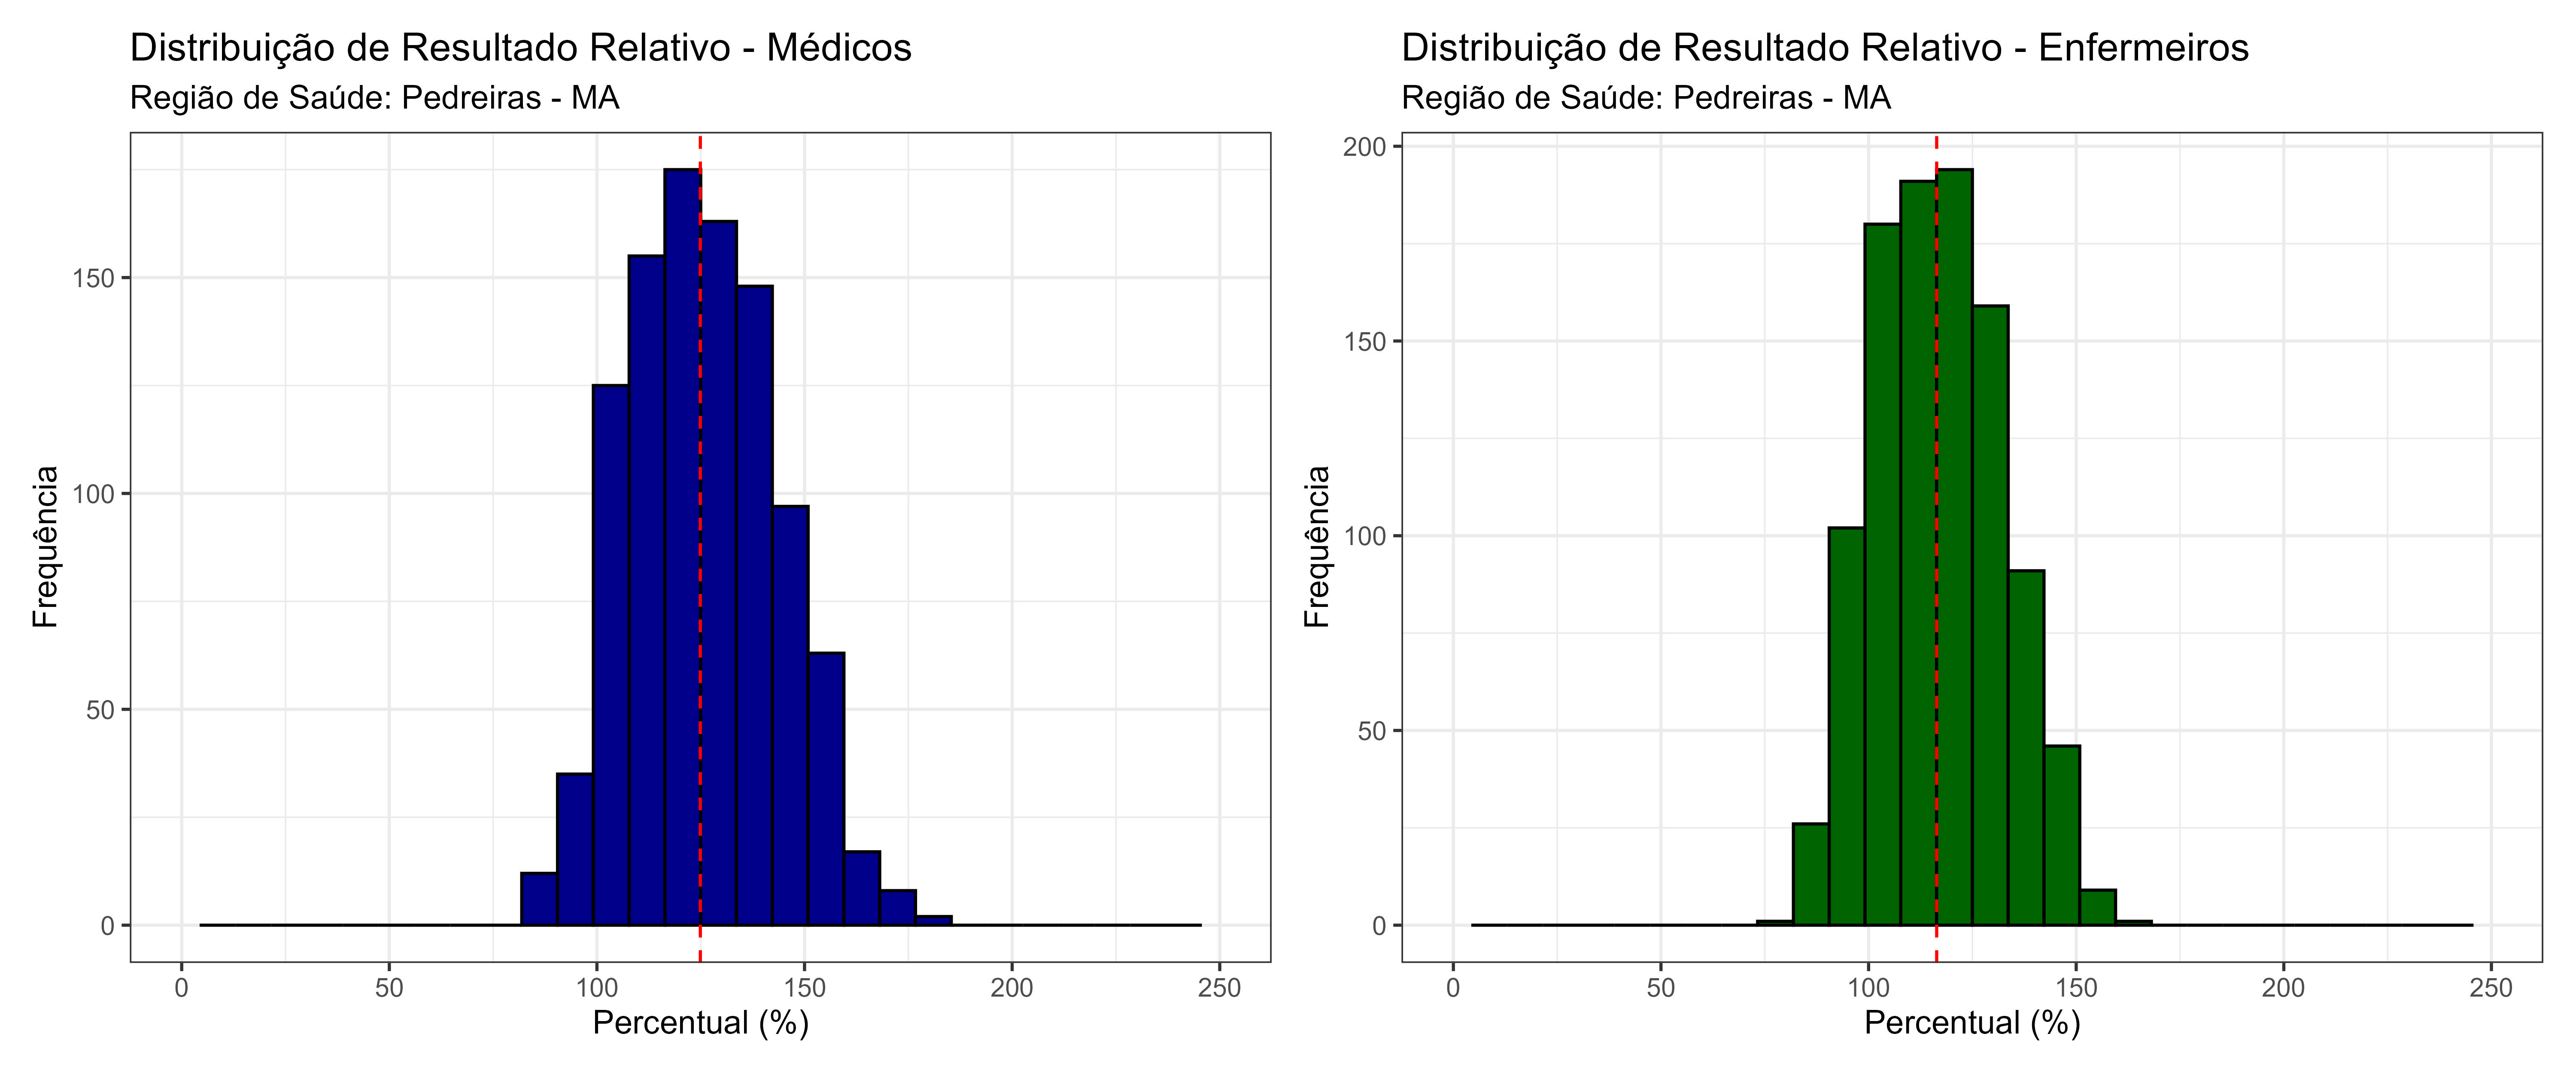 Distribuição de Resultado Relativo - Médicos
Região de Saúde: Pedreiras - MA
150
100
50
0
Frequência
0 50 100 150 200 250
Percentual (%)
Distribuição de Resultado Relativo - Enfermeiros
Região de Saúde: Pedreiras - MA
200
150
100
50
0
Frequência
0 50 100 150 200 250
Percentual (%)